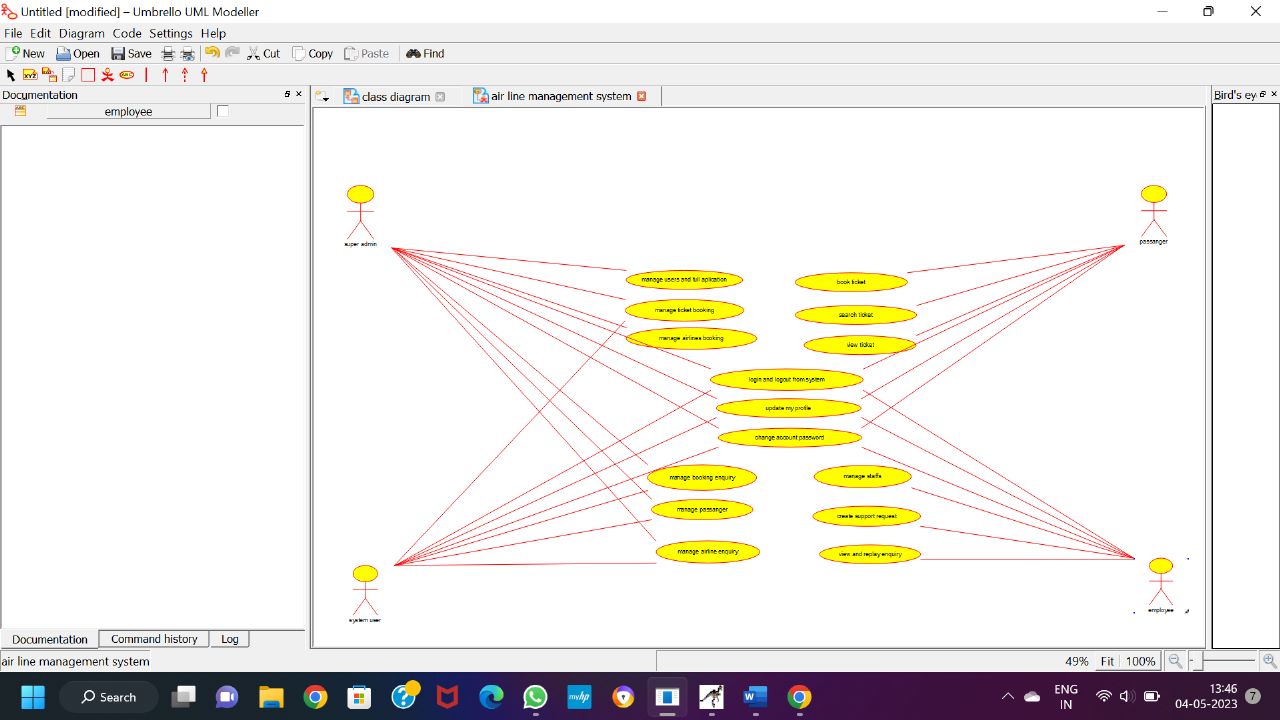 Untitled [modified] – Umbrello UML Modeller
File Edit Diagram Code Settings Help
New Open Save Cut Copy Paste Find
XYZ
ABC
Documentation
class diagram
air line management system
Bird's ey
employee
super admin
passanger
manage users and full aplication
book ticket
manage ticket booking
search ticket
manage airlines booking
view ticket
login and logout from system
update my profile
change account password
manage booking enquiry
manage staffs
manage passanger
create support request
manage airline enquiry
view and replay enquiry
system user
employee
Documentation Command history Log
air line management system
49% Fit 100%
Search
myhp
W
ENG
IN
13:46
04-05-2023
7